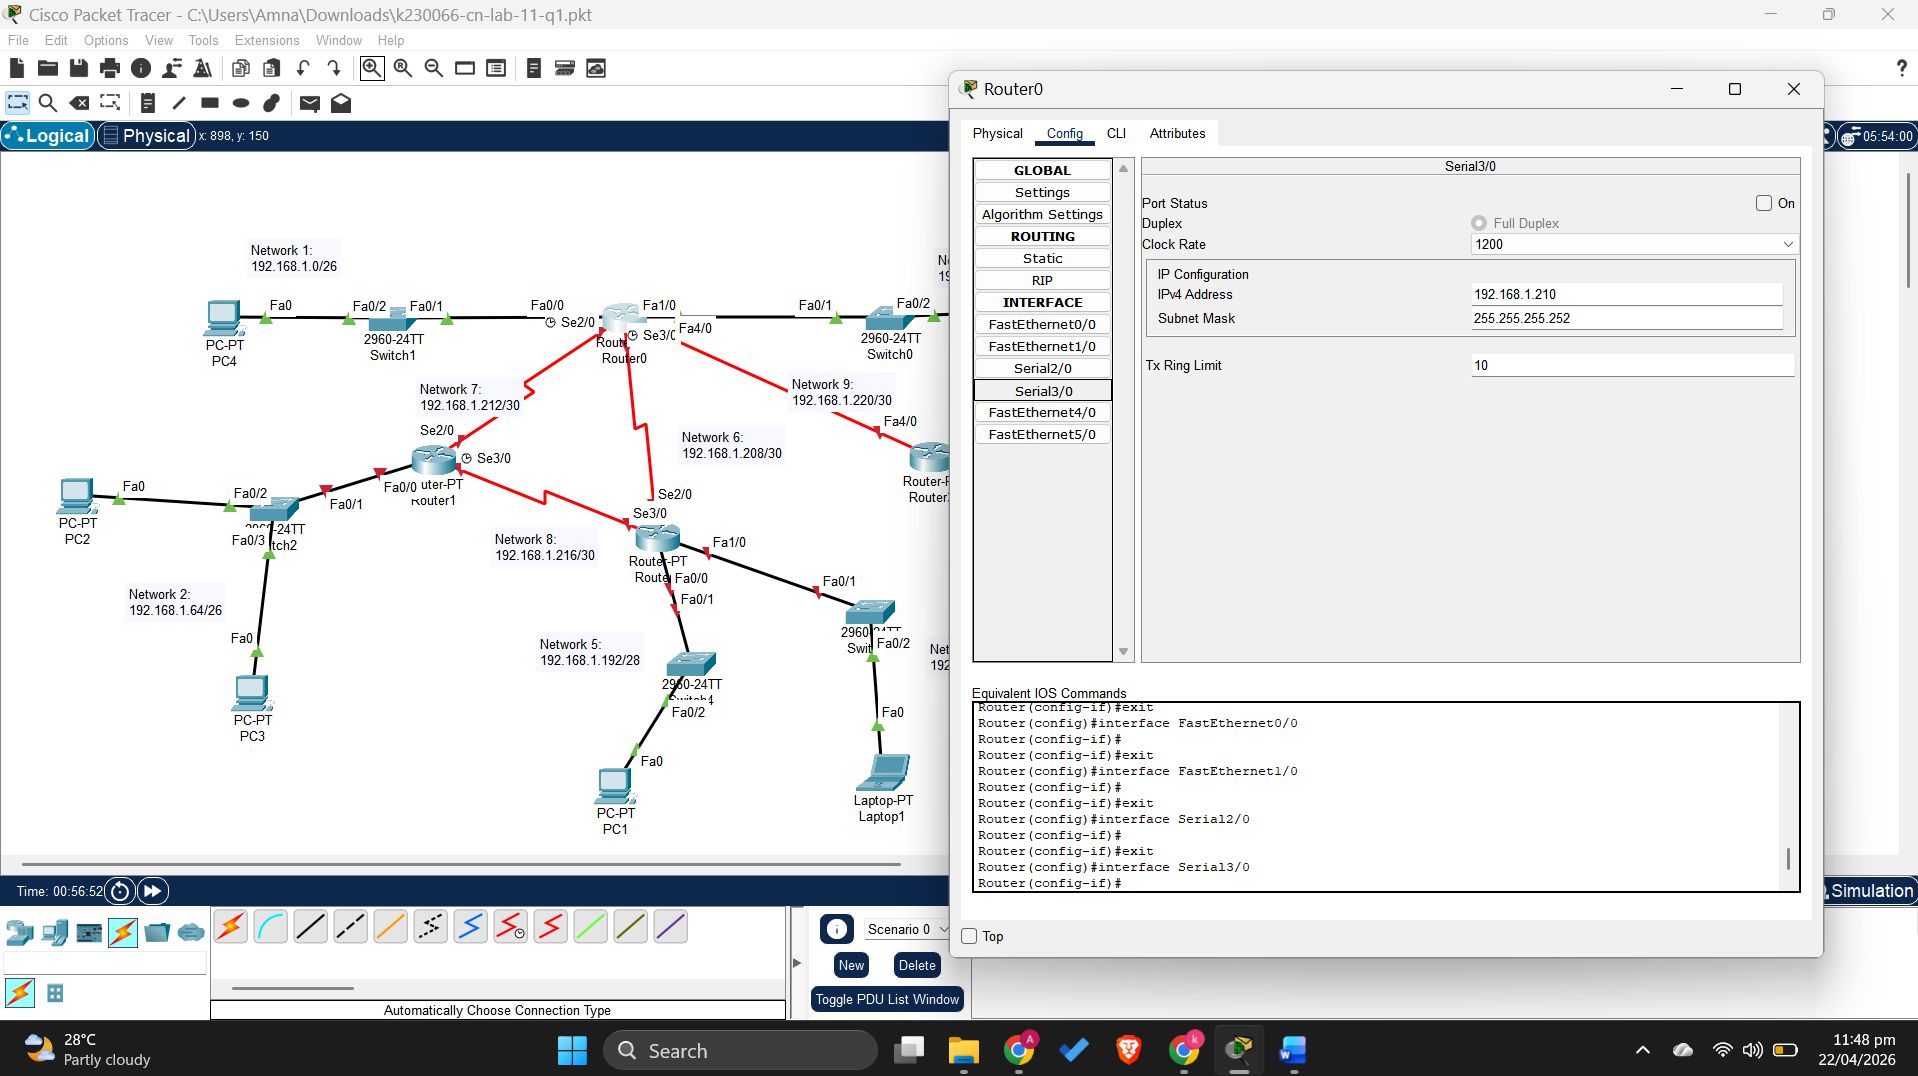 Cisco Packet Tracer - C:\Users\Amna\Downloads\k230066-cn-lab-11-q1.pkt
File Edit Options View Tools Extensions Window Help
Logical Physical x: 898, y: 150
05:54:00
Network 1:
192.168.1.0/26
Fa0
Fa0/2
Fa0/1
Fa0/0
Se2/0
Fa1/0
Se3/0
Fa4/0
Fa0/1
Fa0/2
PC-PT
PC4
2960-24TT
Switch1
Router0
2960-24TT
Switch0
Network 7:
192.168.1.212/30
Network 9:
192.168.1.220/30
Network 6:
192.168.1.208/30
Se2/0
Se3/0
Fa0/0
uter-PT
Fa4/0
Fa0
Fa0/2
Fa0/1
PC-PT
PC2
Fa0/3
-24TT
tch2
Se2/0
Se3/0
Network 8:
192.168.1.216/30
Router-PT
Fa1/0
Fa0/0
Fa0/1
Fa0/1
Network 2:
192.168.1.64/26
Fa0
PC-PT
PC3
Network 5:
192.168.1.192/28
2960-24TT
Fa0/2
Fa0
PC-PT
PC1
Fa0/2
Fa0
Laptop-PT
Laptop1
Router0
Physical Config CLI Attributes
GLOBAL
Settings
Algorithm Settings
ROUTING
Static
RIP
INTERFACE
FastEthernet0/0
FastEthernet1/0
Serial2/0
Serial3/0
FastEthernet4/0
FastEthernet5/0
Serial3/0
Port Status On
Duplex Full Duplex
Clock Rate 1200
IP Configuration
IPv4 Address 192.168.1.210
Subnet Mask 255.255.255.252
Tx Ring Limit 10
Equivalent IOS Commands
Router(config-if)#exit
Router(config)#interface FastEthernet0/0
Router(config-if)#
Router(config-if)#exit
Router(config)#interface FastEthernet1/0
Router(config-if)#
Router(config-if)#exit
Router(config)#interface Serial2/0
Router(config-if)#
Router(config-if)#exit
Router(config)#interface Serial3/0
Router(config-if)#
Top
Time: 00:56:52
Simulation
Scenario 0
New Delete
Toggle PDU List Window
Automatically Choose Connection Type
28°C
Partly cloudy
Search
11:48 pm
22/04/2026